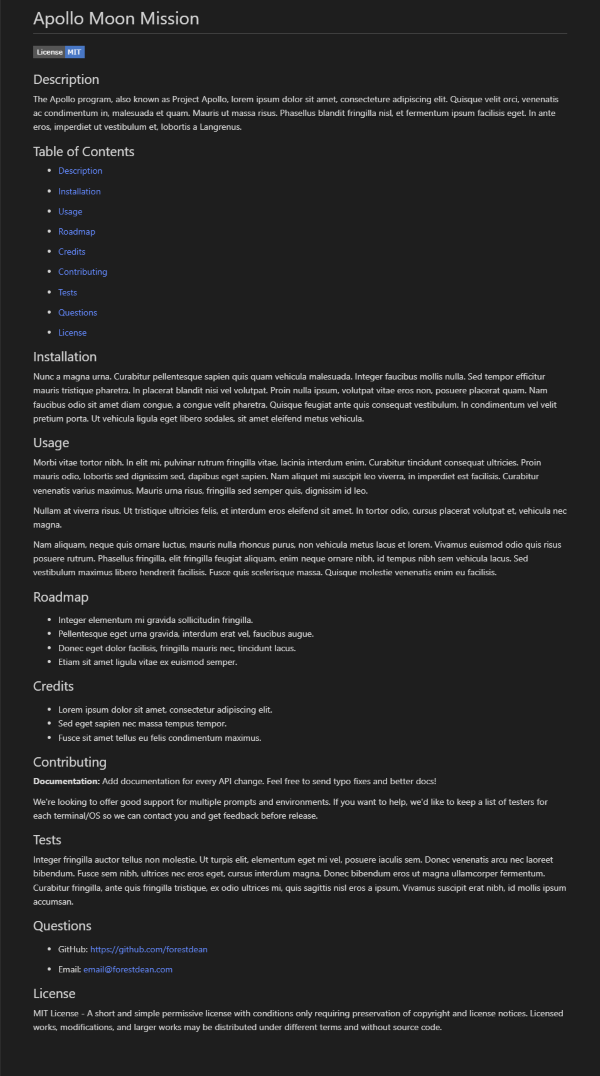 Apollo Moon Mission
License MIT
Description
The Apollo program, also known as Project Apollo, lorem ipsum dolor sit amet, consecteture adipiscing elit. Quisque velit orci, venenatis
ac condimentum in, malesuada et quam. Mauris ut massa risus. Phasellus blandit fringilla nisl, et fermentum ipsum facilisis eget. In ante
eros, imperdiet ut vestibulum et, lobortis a Langrenus.
Table of Contents
• Description
• Installation
• Usage
• Roadmap
• Credits
• Contributing
• Tests
• Questions
• License
Installation
Nunc a magna urna. Curabitur pellentesque sapien quis quam vehicula malesuada. Integer faucibus mollis nulla. Sed tempor efficitur
mauris tristique pharetra. In placerat blandit nisi vel volutpat. Proin nulla ipsum, volutpat vitae eros non, posuere placerat quam. Nam
faucibus odio sit amet diam congue, a congue velit pharetra. Quisque feugiat ante quis consequat vestibulum. In condimentum vel velit
pretium porta. Ut vehicula ligula eget libero sodales, sit amet eleifend metus vehicula.
Usage
Morbi vitae tortor nibh. In elit mi, pulvinar rutrum fringilla vitae, lacinia interdum enim. Curabitur tincidunt consequat ultricies. Proin
mauris odio, lobortis sed dignissim sed, dapibus eget sapien. Nam aliquet mi suscipit leo viverra, in imperdiet est facilisis. Curabitur
venenatis varius maximus. Mauris urna risus, fringilla sed semper quis, dignissim id leo.
Nullam at viverra risus. Ut tristique ultricies felis, et interdum eros eleifend sit amet. In tortor odio, cursus placerat volutpat et, vehicula nec
magna.
Nam aliquam, neque quis ornare luctus, mauris nulla rhoncus purus, non vehicula metus lacus et lorem. Vivamus euismod odio quis risus
posuere rutrum. Phasellus fringilla, elit fringilla feugiat aliquam, enim neque ornare nibh, id tempus nibh sem vehicula lacus. Sed
vestibulum maximus libero hendrerit facilisis. Fusce quis scelerisque massa. Quisque molestie venenatis enim eu facilisis.
Roadmap
• Integer elementum mi gravida sollicitudin fringilla.
• Pellentesque eget urna gravida, interdum erat vel, faucibus augue.
• Donec eget dolor facilisis, fringilla mauris nec, tincidunt lacus.
• Etiam sit amet ligula vitae ex euismod semper.
Credits
• Lorem ipsum dolor sit amet, consectetur adipiscing elit.
• Sed eget sapien nec massa tempus tempor.
• Fusce sit amet tellus eu felis condimentum maximus.
Contributing
Documentation: Add documentation for every API change. Feel free to send typo fixes and better docs!
We're looking to offer good support for multiple prompts and environments. If you want to help, we'd like to keep a list of testers for
each terminal/OS so we can contact you and get feedback before release.
Tests
Integer fringilla auctor tellus non molestie. Ut turpis elit, elementum eget mi vel, posuere iaculis sem. Donec venenatis arcu nec laoreet
bibendum. Fusce sem nibh, ultrices nec eros eget, cursus interdum magna. Donec bibendum eros ut magna ullamcorper fermentum.
Curabitur fringilla, ante quis fringilla tristique, ex odio ultrices mi, quis sagittis nisl eros a ipsum. Vivamus suscipit erat nibh, id mollis ipsum
accumsan.
Questions
• GitHub: https://github.com/forestdean
• Email: email@forestdean.com
License
MIT License - A short and simple permissive license with conditions only requiring preservation of copyright and license notices. Licensed
works, modifications, and larger works may be distributed under different terms and without source code.